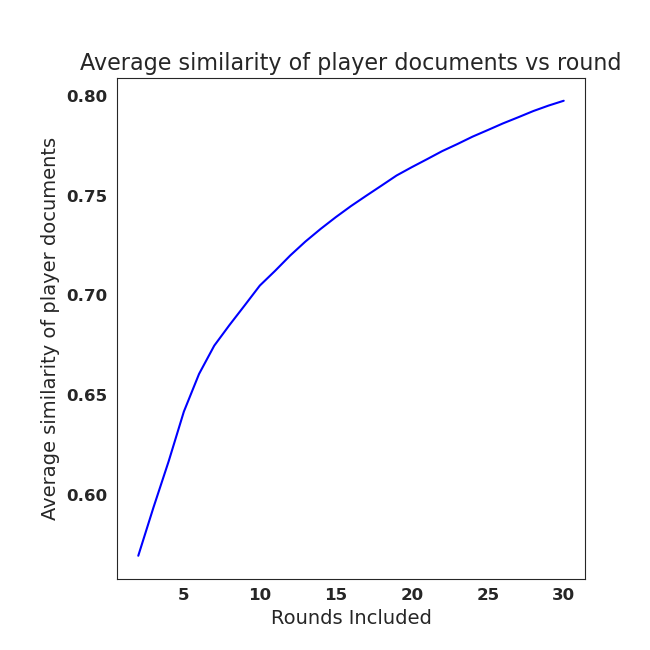 Average similarity of player documents vs round
Average similarity of player documents
0.80
0.75
0.70
0.65
0.60
5 10 15 20 25 30
Rounds Included